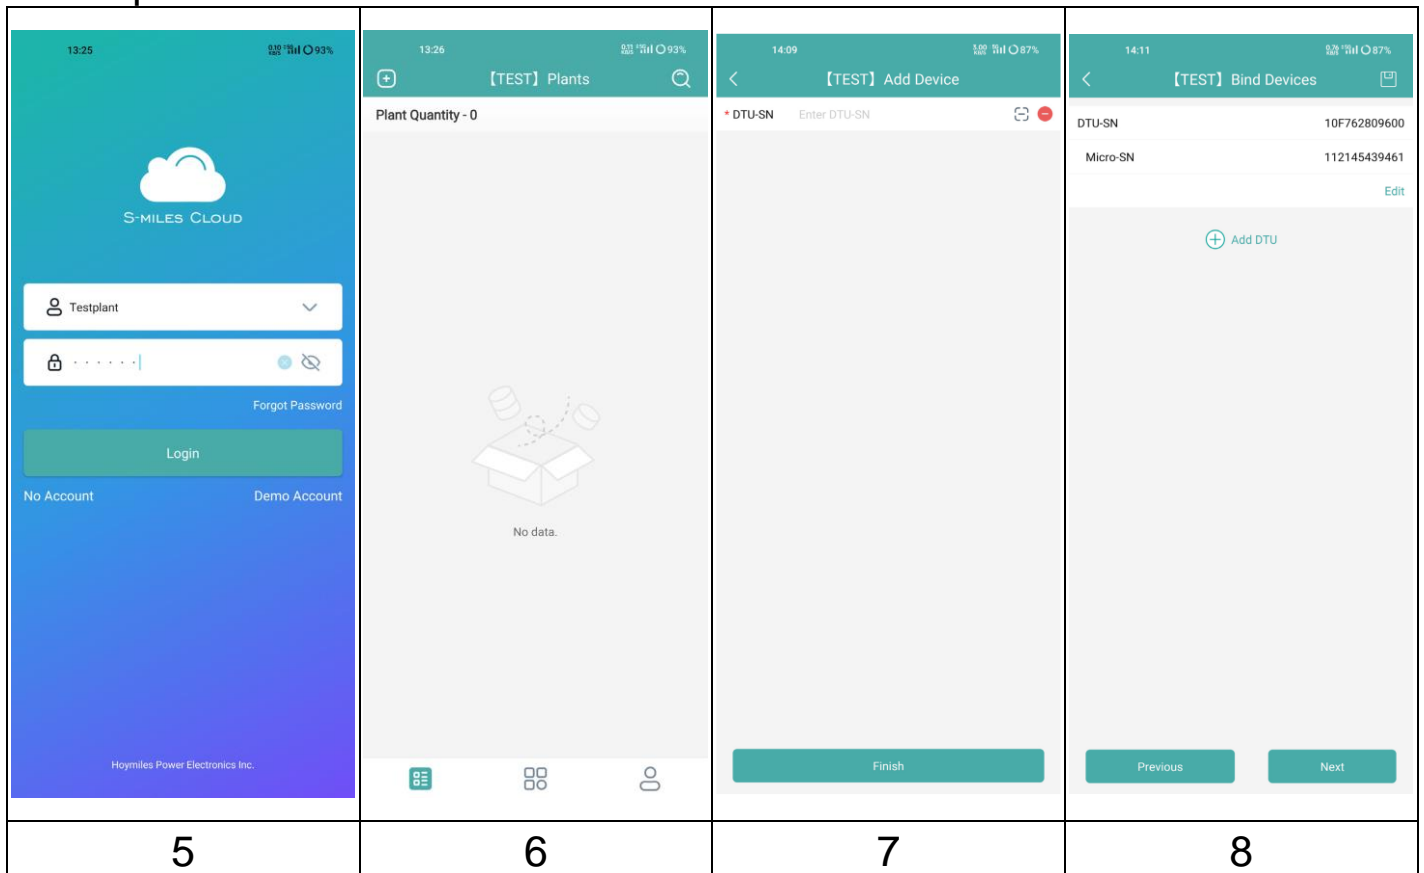 13:25
93%
S-MILES CLOUD
Testplant
Forgot Password
Login
No Account
Demo Account
Hoymiles Power Electronics Inc.
5
13:26
93%
【TEST】Plants
Plant Quantity - 0
No data.
6
14:09
87%
【TEST】Add Device
* DTU-SN Enter DTU-SN
Finish
7
14:11
87%
【TEST】Bind Devices
DTU-SN 10F762809600
Micro-SN 112145439461
Edit
Add DTU
Previous Next
8